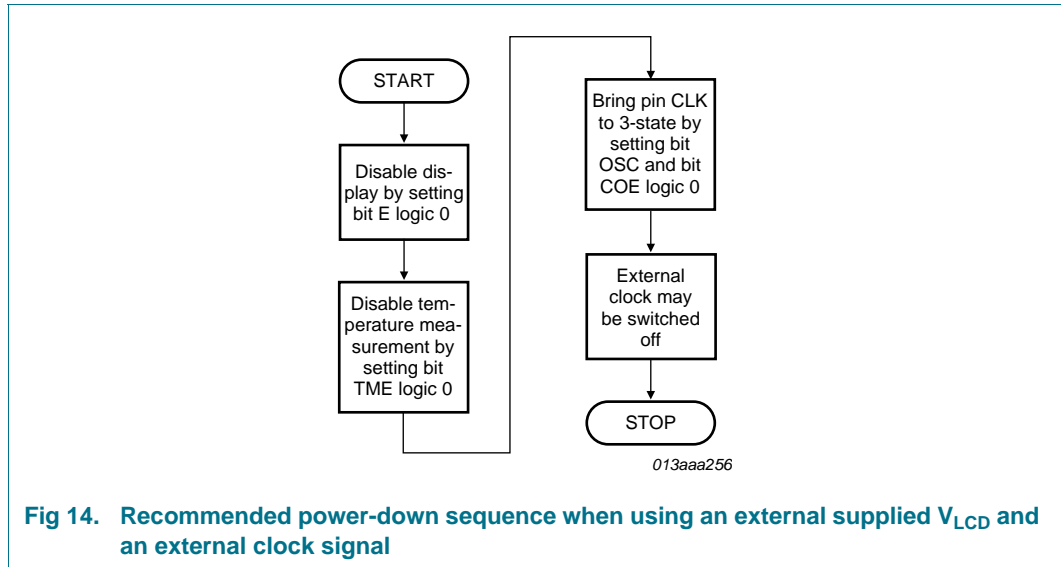 START
Disable dis-
play by setting
bit E logic 0
Disable tem-
perature mea-
surement by
setting bit
TME logic 0
Bring pin CLK
to 3-state by
setting bit
OSC and bit
COE logic 0
External
clock may
be switched
off
STOP
013aaa256
Fig 14. Recommended power-down sequence when using an external supplied VLCD and
an external clock signal